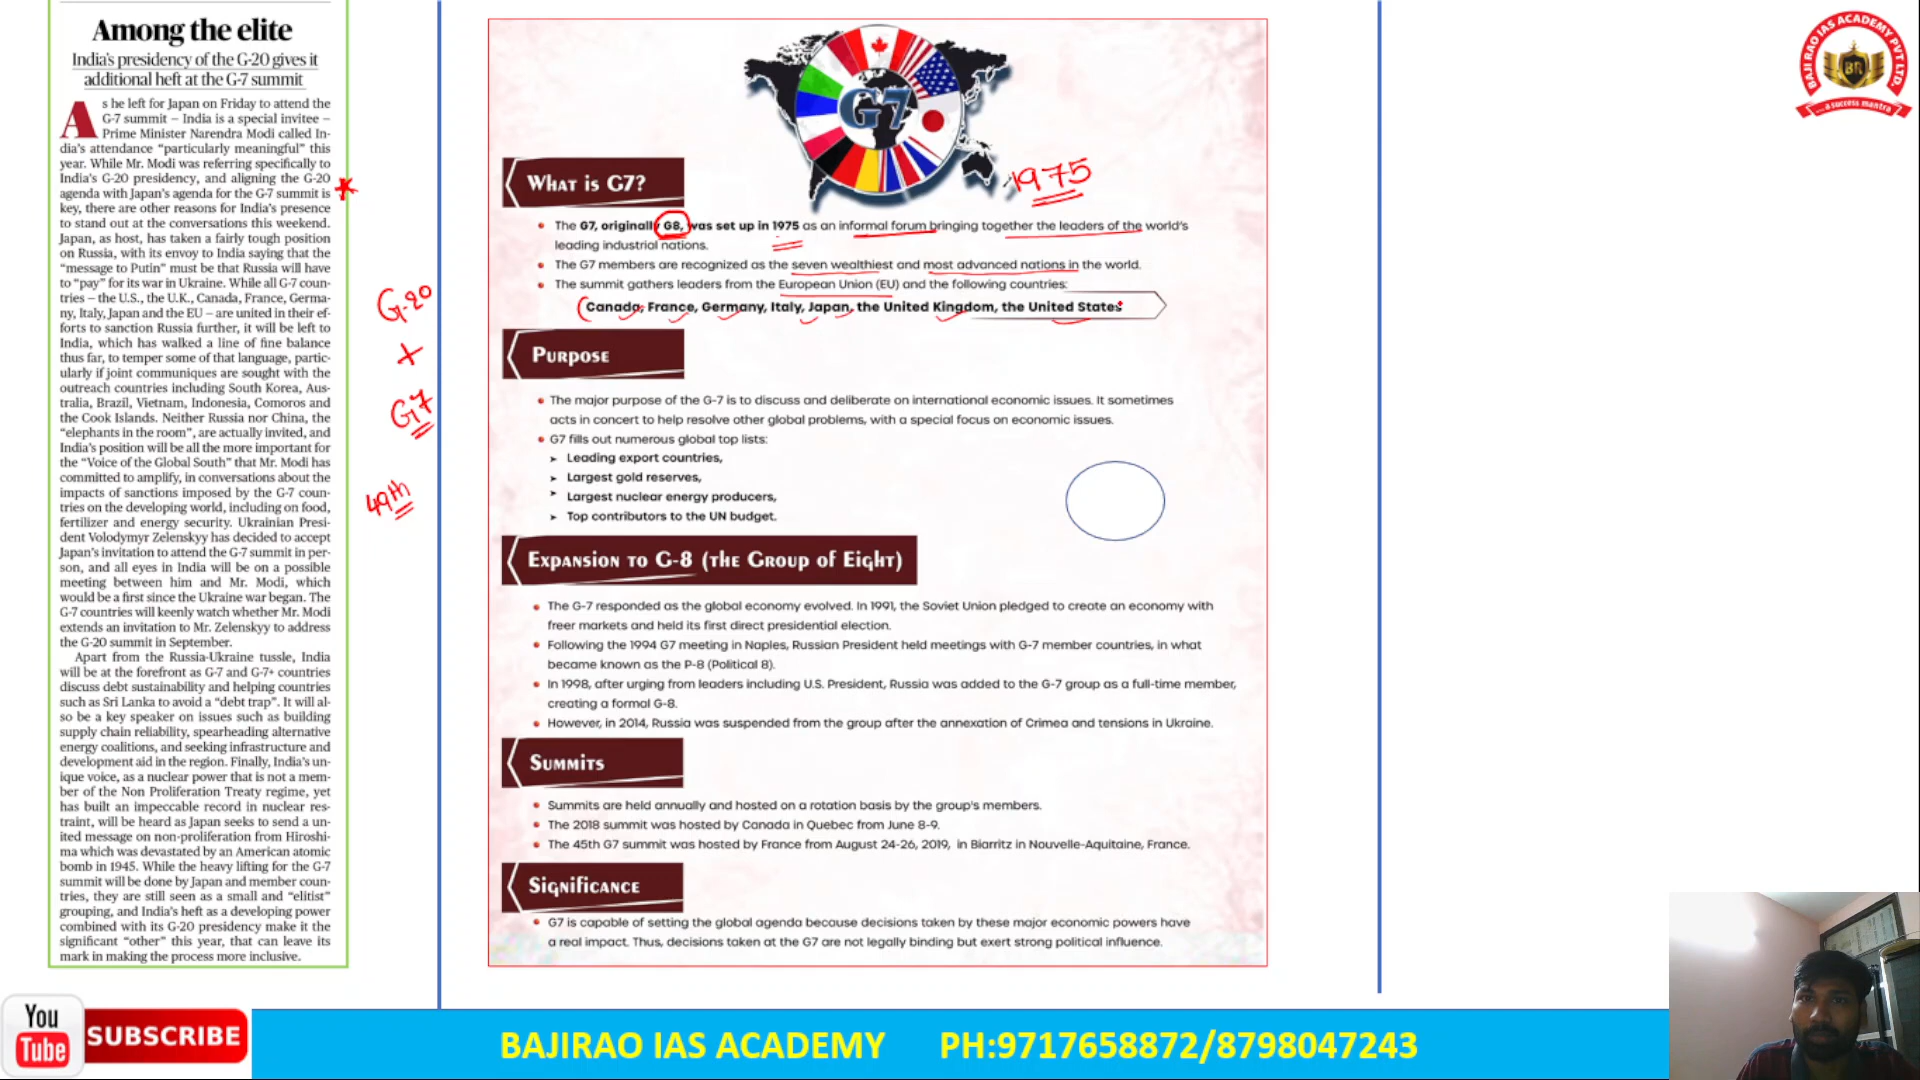 Among the elite
India's presidency of the G-20 gives it
additional heft at the G-7 summit
As he left for Japan on Friday to attend the
G-7 summit – India is a special invitee –
Prime Minister Narendra Modi called In-
dia's attendance "particularly meaningful" this
year. While Mr. Modi was referring specifically to
India's G-20 presidency, and aligning the G-20
agenda with Japan's agenda for the G-7 summit is
key, there are other reasons for India's presence
to stand out at the conversations this weekend.
Japan, as host, has taken a fairly tough position
on Russia, with its envoy to India saying that the
"message to Putin" must be that Russia will have
to "pay" for its war in Ukraine. While all G-7 coun-
tries – the U.S., the U.K., Canada, France, Germa-
ny, Italy, Japan and the EU – are united in their ef-
forts to sanction Russia further, it will be left to
India, which has walked a line of fine balance
thus far, to temper some of that language, partic-
ularly if joint communiques are sought with the
outreach countries including South Korea, Aus-
tralia, Brazil, Vietnam, Indonesia, Comoros and
the Cook Islands. Neither Russia nor China, the
"elephants in the room", are actually invited, and
India's position will be all the more important for
the "Voice of the Global South" that Mr. Modi has
committed to amplify, in conversations about the
impacts of sanctions imposed by the G-7 coun-
tries on the developing world, including on food,
fertilizer and energy security. Ukrainian Presi-
dent Volodymyr Zelenskyy has decided to accept
Japan's invitation to attend the G-7 summit in per-
son, and all eyes in India will be on a possible
meeting between him and Mr. Modi, which
would be a first since the Ukraine war began. The
G-7 countries will keenly watch whether Mr. Modi
extends an invitation to Mr. Zelenskyy to address
the G-20 summit in September.
Apart from the Russia-Ukraine tussle, India
will be at the forefront as G-7 and G-7+ countries
discuss debt sustainability and helping countries
such as Sri Lanka to avoid a "debt trap". It will al-
so be a key speaker on issues such as building
supply chain reliability, spearheading alternative
energy coalitions, and seeking infrastructure and
development aid in the region. Finally, India's un-
ique voice, as a nuclear power that is not a mem-
ber of the Non Proliferation Treaty regime, yet
has built an impeccable record in nuclear res-
traint, will be heard as Japan seeks to send a un-
ited message on non-proliferation from Hiroshi-
ma which was devastated by an American atomic
bomb in 1945. While the heavy lifting for the G-7
summit will be done by Japan and member coun-
tries, they are still seen as a small and "elitist"
grouping, and India's heft as a developing power
combined with its G-20 presidency make it the
significant "other" this year, that can leave its
mark in making the process more inclusive.
G-20
+
G7
49th
G7
1975
What is G7?
The G7, originally G8, was set up in 1975 as an informal forum bringing together the leaders of the world's
leading industrial nations.
The G7 members are recognized as the seven wealthiest and most advanced nations in the world.
The summit gathers leaders from the European Union (EU) and the following countries:
Canada, France, Germany, Italy, Japan, the United Kingdom, the United States
Purpose
The major purpose of the G-7 is to discuss and deliberate on international economic issues. It sometimes
acts in concert to help resolve other global problems, with a special focus on economic issues.
G7 fills out numerous global top lists:
Leading export countries,
Largest gold reserves,
Largest nuclear energy producers,
Top contributors to the UN budget.
Expansion to G-8 (the Group of Eight)
The G-7 responded as the global economy evolved. In 1991, the Soviet Union pledged to create an economy with
freer markets and held its first direct presidential election.
Following the 1994 G7 meeting in Naples, Russian President held meetings with G-7 member countries, in what
became known as the P-8 (Political 8).
In 1998, after urging from leaders including U.S. President, Russia was added to the G-7 group as a full-time member,
creating a formal G-8.
However, in 2014, Russia was suspended from the group after the annexation of Crimea and tensions in Ukraine.
Summits
Summits are held annually and hosted on a rotation basis by the group's members.
The 2018 summit was hosted by Canada in Quebec from June 8-9.
The 45th G7 summit was hosted by France from August 24-26, 2019, in Biarritz in Nouvelle-Aquitaine, France.
Significance
G7 is capable of setting the global agenda because decisions taken by these major economic powers have
a real impact. Thus, decisions taken at the G7 are not legally binding but exert strong political influence.
BAJI RAO IAS ACADEMY PVT LTD.
BR
...a success mantra
You
Tube
SUBSCRIBE
BAJIRAO IAS ACADEMY PH:9717658872/8798047243